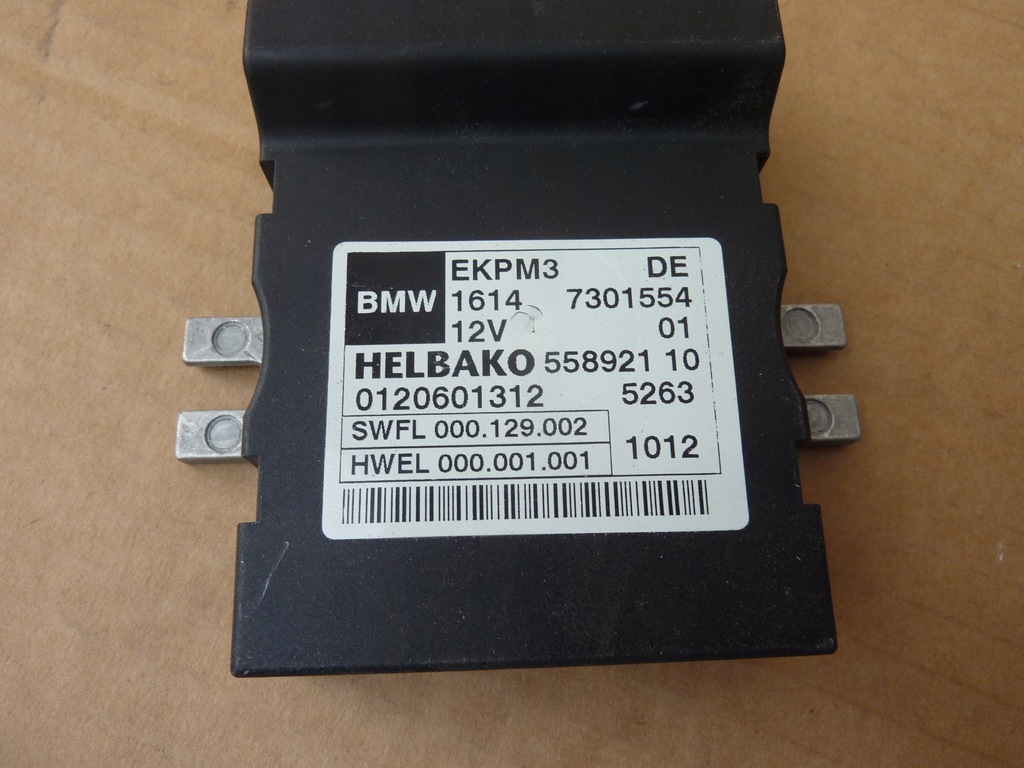 BMW EKPM3 DE
1614 7301554
12V 01
HELBAKO 558921 10
0120601312 5263
SWFL 000.129.002
HWEL 000.001.001
1012